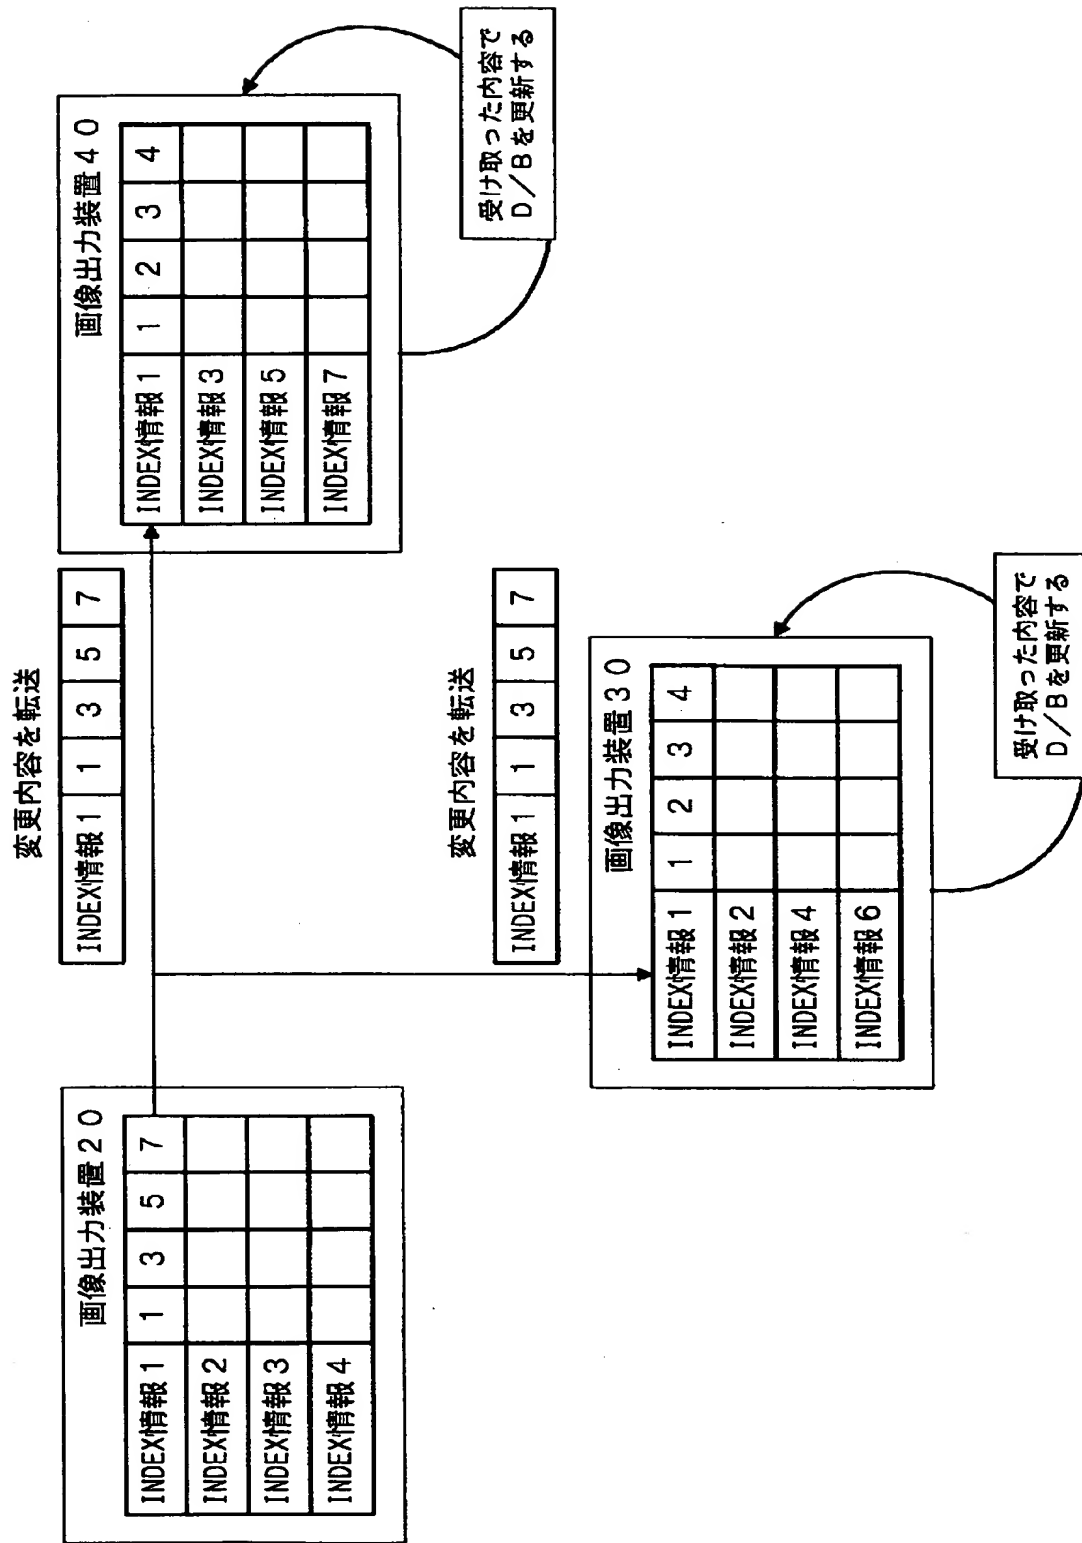 画像出力装置20
INDEX情報1 1 3 5 7
INDEX情報2
INDEX情報3
INDEX情報4
変更内容を転送
INDEX情報1 1 3 5 7
画像出力装置40
INDEX情報1 1 2 3 4
INDEX情報3
INDEX情報5
INDEX情報7
受け取った内容で
D/Bを更新する
変更内容を転送
INDEX情報1 1 3 5 7
画像出力装置30
INDEX情報1 1 2 3 4
INDEX情報2
INDEX情報4
INDEX情報6
受け取った内容で
D/Bを更新する